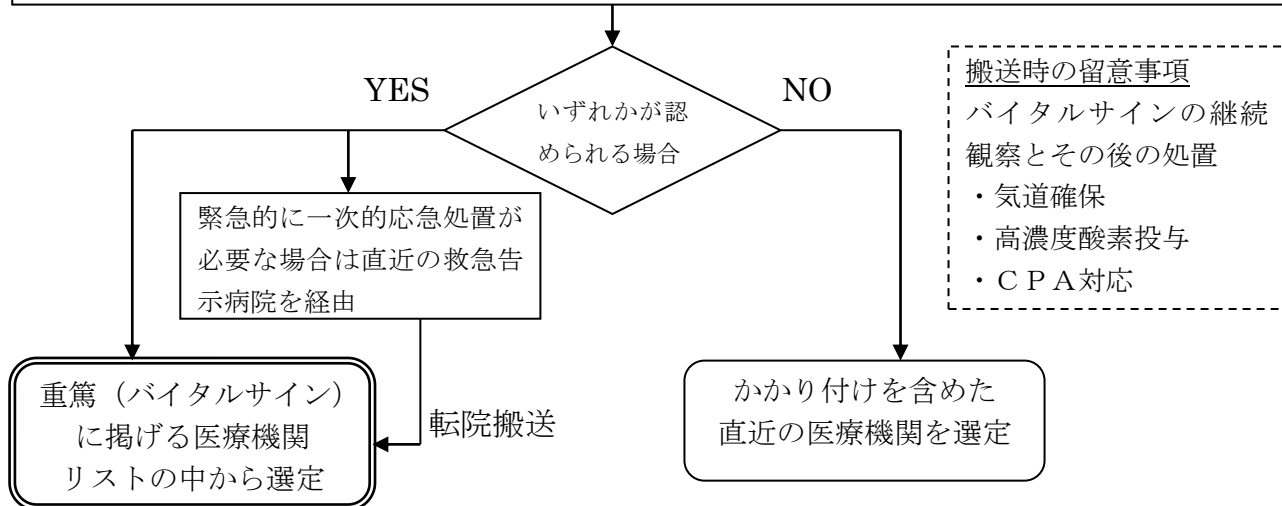 YES
NO
いずれかが認
められる場合
搬送時の留意事項
バイタルサインの継続
観察とその後の処置
・気道確保
・高濃度酸素投与
・ＣＰＡ対応
緊急的に一次的応急処置が
必要な場合は直近の救急告
示病院を経由
重篤（バイタルサイン）
に掲げる医療機関
リストの中から選定
転院搬送
かかり付けを含めた
直近の医療機関を選定